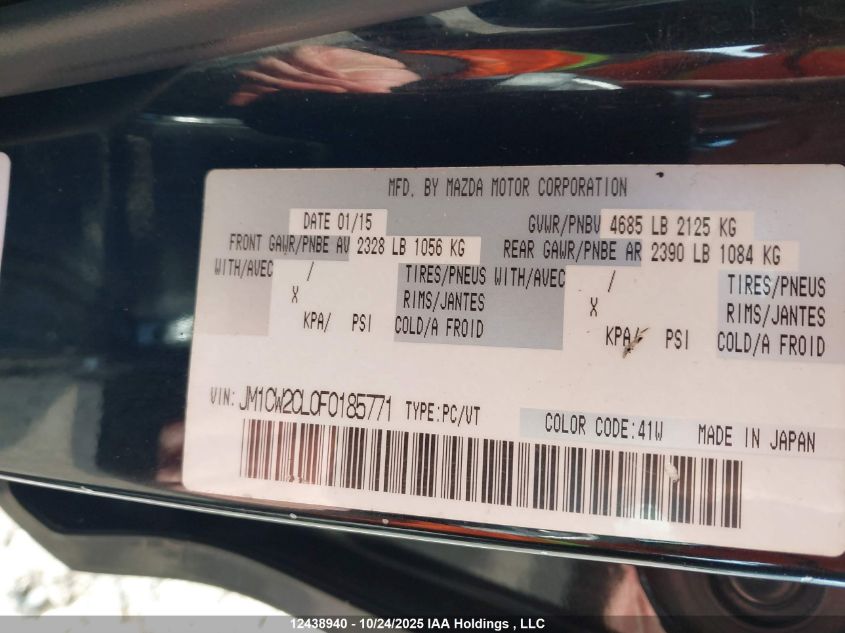 MFD. BY MAZDA MOTOR CORPORATION
DATE 01/15 GVWR/PNBV 4685 LB 2125 KG
FRONT GAWR/PNBE AV 2328 LB 1056 KG REAR GAWR/PNBE AR 2390 LB 1084 KG
WITH/AVEC / TIRES/PNEUS WITH/AVEC / TIRES/PNEUS
X RIMS/JANTES X RIMS/JANTES
KPA/ PSI COLD/A FROID KPA/ PSI COLD/A FROID
VIN: JM1CW2CL0F0185771 TYPE:PC/VT COLOR CODE:41W MADE IN JAPAN
12438940 - 10/24/2025 IAA Holdings , LLC